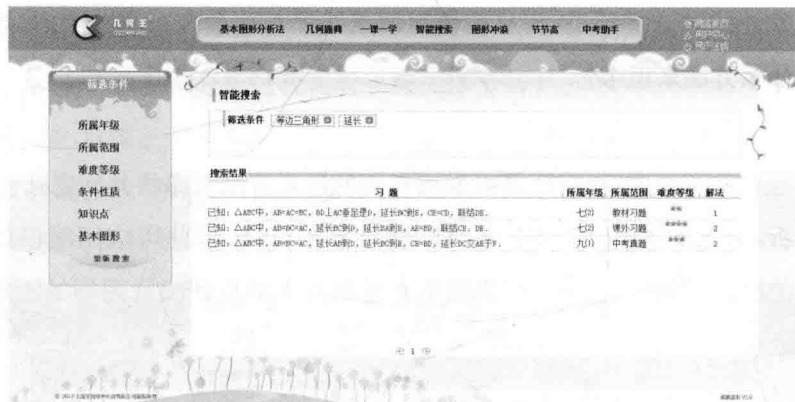 几何王
基本图形分析法 几何题典 一课一学 智能搜索 图形冲浪 节节高 中考助手
筛选条件
所属年级
所属范围
难度等级
条件性质
知识点
基本图形
智能搜索
筛选条件 等边三角形 延长
搜索结果
习题 所属年级 所属范围 难度等级 解法
已知:△ABC中,AB=AC=BC,BD⊥AC垂足是D,延长BC到E,CE=CD,联结DE. 七(2) 教材习题 ** 1
已知:△ABC中,AB=BC=AC,延长BC到D,延长BA到E,AE=BD,联结CE、DE. 七(2) 课外习题 **** 2
已知:△ABC中,AB=BC=AC,延长AB到D,延长BC到E,CE=BD,延长DC交AE于F. 九(1) 中考真题 *** 2
1